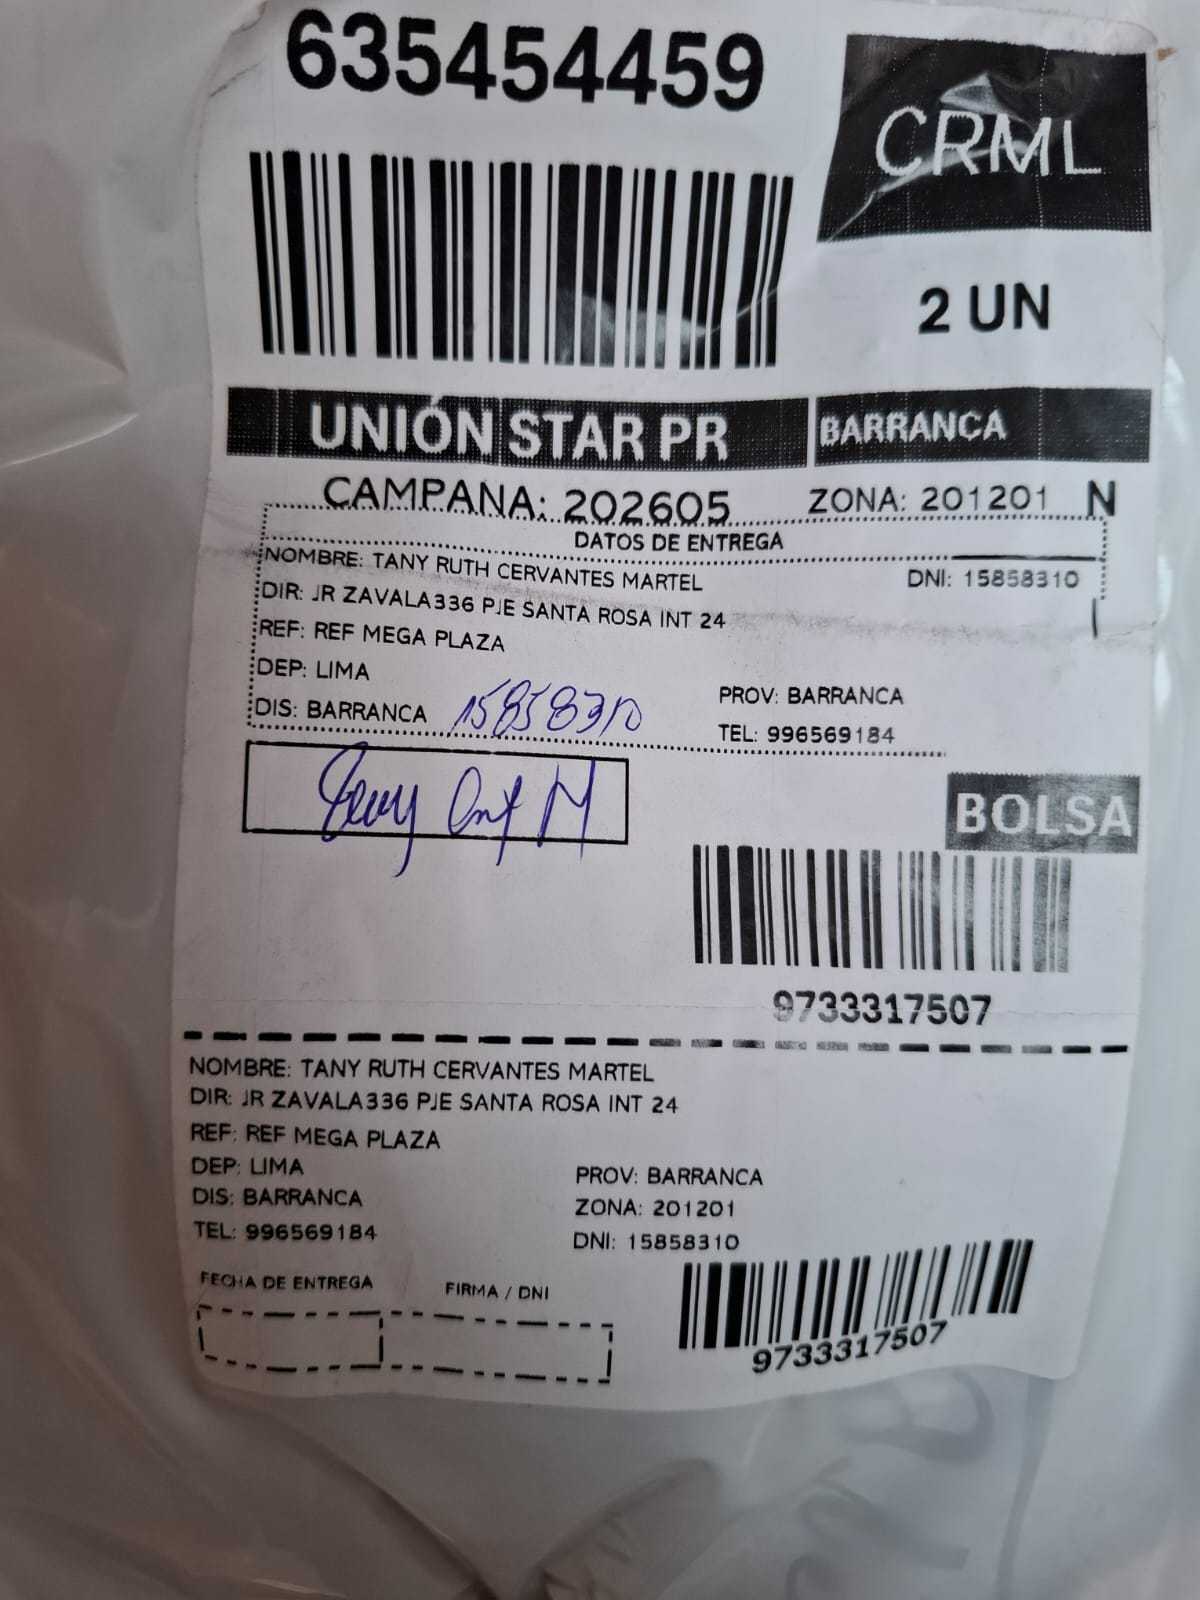 635454459
CRML
2 UN
UNIÓN STAR PR
BARRANCA
CAMPANA: 202605
ZONA: 201201 N
DATOS DE ENTREGA
NOMBRE: TANY RUTH CERVANTES MARTEL
DNI: 15858310
DIR: JR ZAVALA336 PJE SANTA ROSA INT 24
REF: REF MEGA PLAZA
DEP: LIMA
PROV: BARRANCA
DIS: BARRANCA 15858310
TEL: 996569184
BOLSA
9733317507
NOMBRE: TANY RUTH CERVANTES MARTEL
DIR: JR ZAVALA336 PJE SANTA ROSA INT 24
REF: REF MEGA PLAZA
DEP: LIMA
PROV: BARRANCA
DIS: BARRANCA
ZONA: 201201
TEL: 996569184
DNI: 15858310
FECHA DE ENTREGA
FIRMA / DNI
9733317507